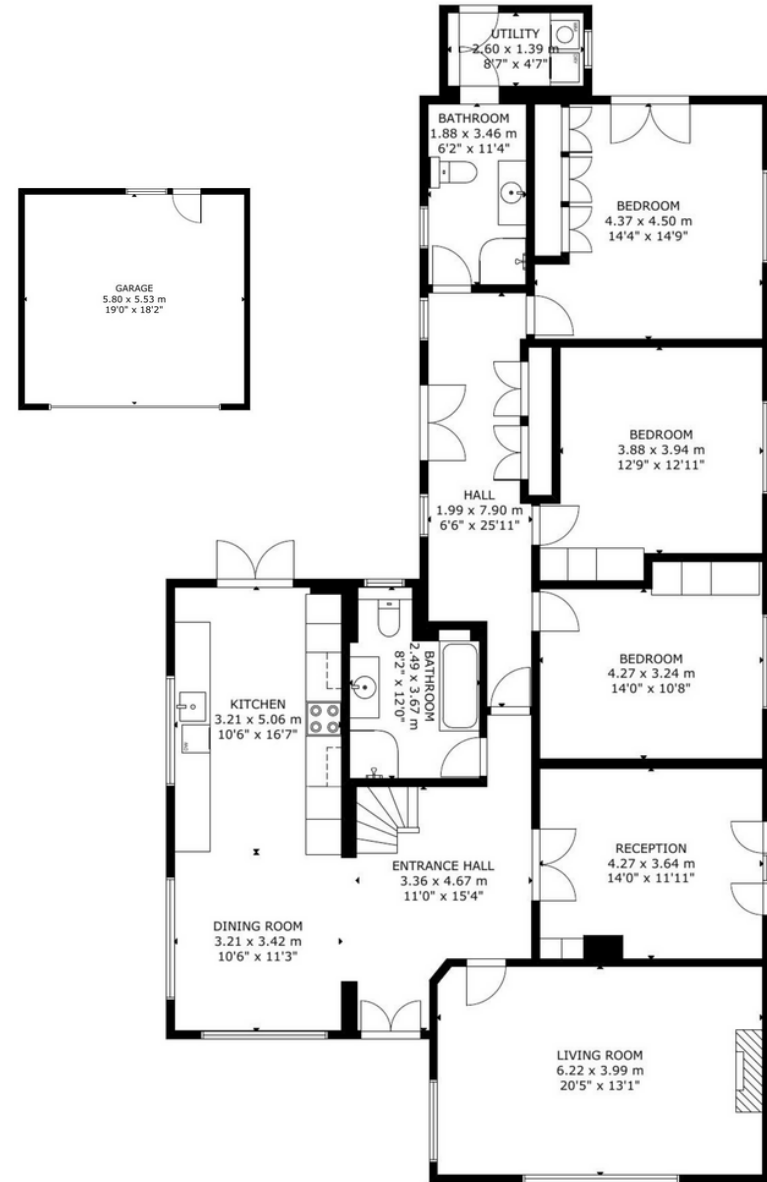 UTILITY
2.60 x 1.39 m
8'7" x 4'7"
BATHROOM
1.88 x 3.46 m
6'2" x 11'4"
BEDROOM
4.37 x 4.50 m
14'4" x 14'9"
GARAGE
5.80 x 5.53 m
19'0" x 18'2"
BEDROOM
3.88 x 3.94 m
12'9" x 12'11"
HALL
1.99 x 7.90 m
6'6" x 25'11"
BATHROOM
2.49 x 3.67 m
8'2" x 12'0"
BEDROOM
4.27 x 3.24 m
14'0" x 10'8"
KITCHEN
3.21 x 5.06 m
10'6" x 16'7"
RECEPTION
4.27 x 3.64 m
14'0" x 11'11"
ENTRANCE HALL
3.36 x 4.67 m
11'0" x 15'4"
DINING ROOM
3.21 x 3.42 m
10'6" x 11'3"
LIVING ROOM
6.22 x 3.99 m
20'5" x 13'1"